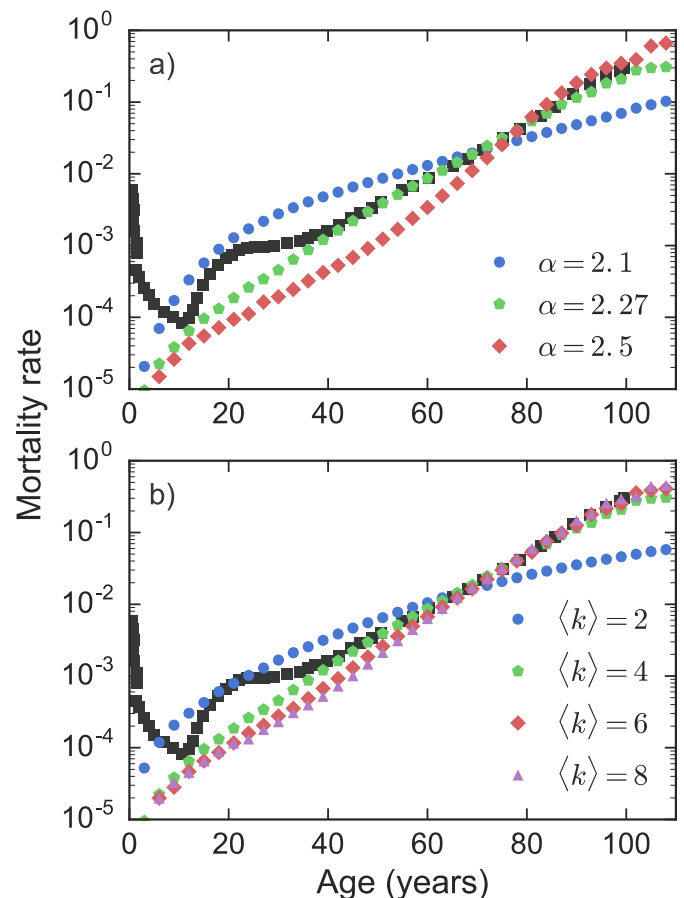 Mortality rate
a)
10^0
10^-1
10^-2
10^-3
10^-4
10^-5
0 20 40 60 80 100
α = 2.1
α = 2.27
α = 2.5
b)
10^0
10^-1
10^-2
10^-3
10^-4
10^-5
0 20 40 60 80 100
⟨k⟩ = 2
⟨k⟩ = 4
⟨k⟩ = 6
⟨k⟩ = 8
Age (years)